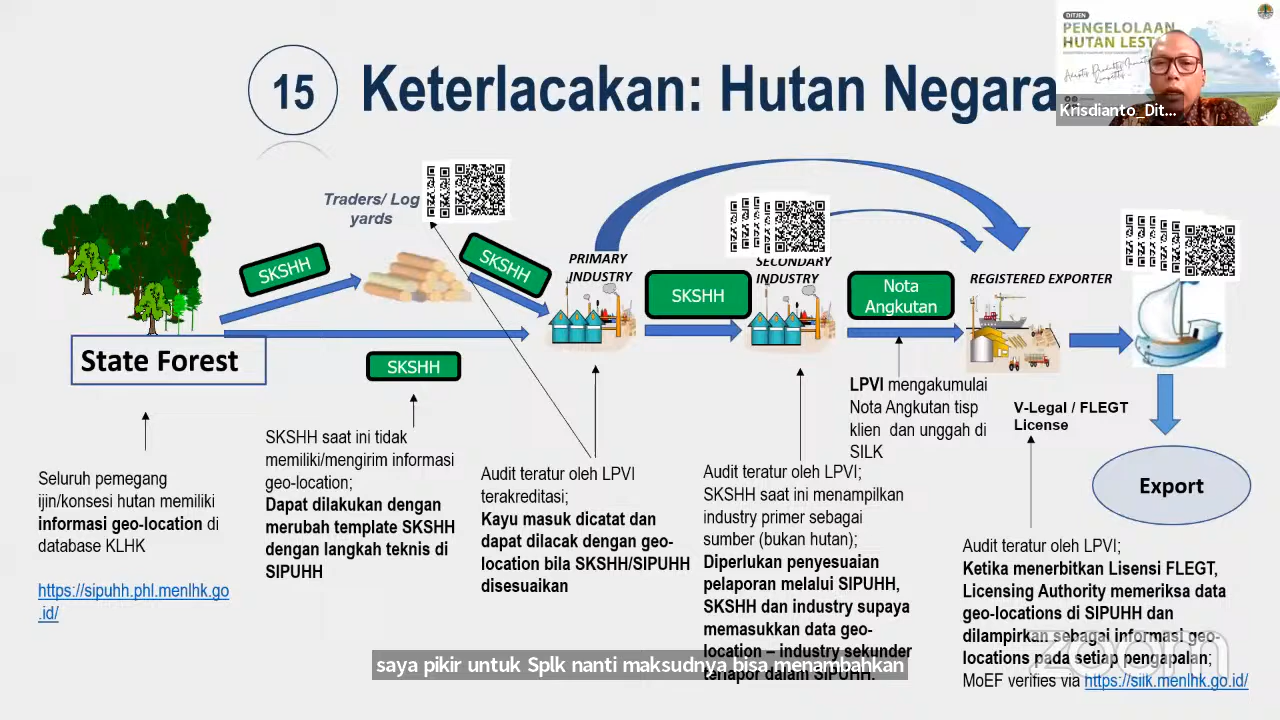 15
Keterlacakan: Hutan Negara
DITJEN
PENGELOLAAN
HUTAN LEST
Krisdianto_Dit...
Traders/ Log
yards
SKSHH
SKSHH
PRIMARY
INDUSTRY
SKSHH
SECONDARY
INDUSTRY
Nota
Angkutan
REGISTERED EXPORTER
State Forest
SKSHH
LPVI mengakumulai
Nota Angkutan tisp
klien dan unggah di
SILK
V-Legal / FLEGT
License
Export
Seluruh pemegang
ijin/konsesi hutan memiliki
informasi geo-location di
database KLHK
https://sipuhh.phl.menlhk.go
.id/
SKSHH saat ini tidak
memiliki/mengirim informasi
geo-location;
Dapat dilakukan dengan
merubah template SKSHH
dengan langkah teknis di
SIPUHH
Audit teratur oleh LPVI
terakreditasi;
Kayu masuk dicatat dan
dapat dilacak dengan geo-
location bila SKSHH/SIPUHH
disesuaikan
Audit teratur oleh LPVI;
SKSHH saat ini menampilkan
industry primer sebagai
sumber (bukan hutan);
Diperlukan penyesuaian
pelaporan melalui SIPUHH,
SKSHH dan industry supaya
memasukkan data geo-
location – industry sekunder
terlapor dalam SIPUHH.
Audit teratur oleh LPVI;
Ketika menerbitkan Lisensi FLEGT,
Licensing Authority memeriksa data
geo-locations di SIPUHH dan
dilampirkan sebagai informasi geo-
locations pada setiap pengapalan;
MoEF verifies via https://silk.menlhk.go.id/
saya pikir untuk Splk nanti maksudnya bisa menambahkan
zoom